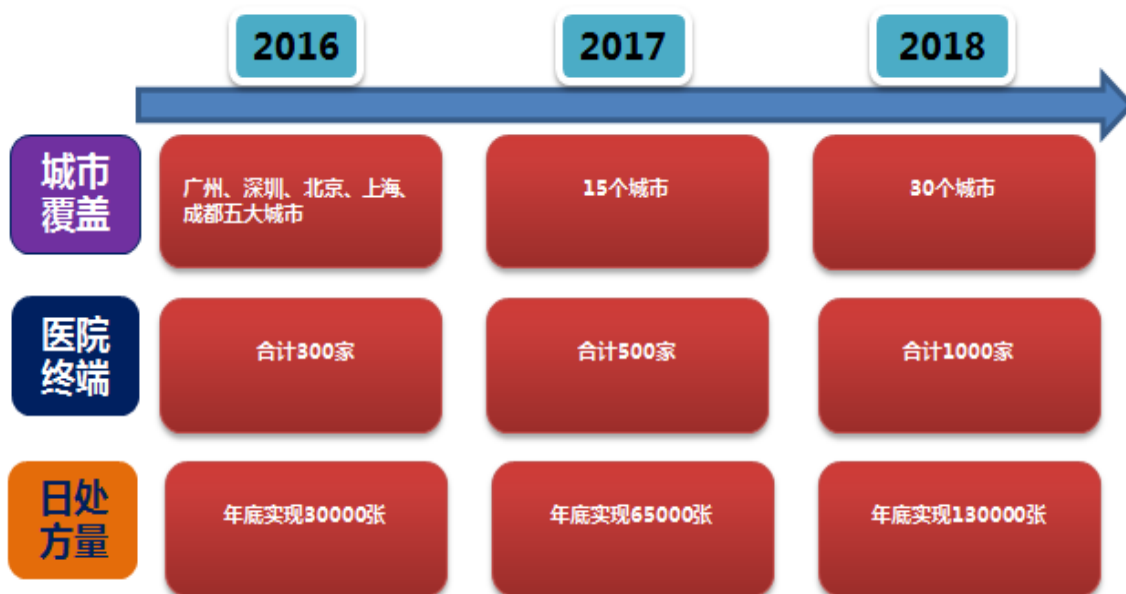 2016
2017
2018
城市
覆盖
广州、深圳、北京、上海、
成都五大城市
15个城市
30个城市
医院
终端
合计300家
合计500家
合计1000家
日处
方量
年底实现30000张
年底实现65000张
年底实现130000张